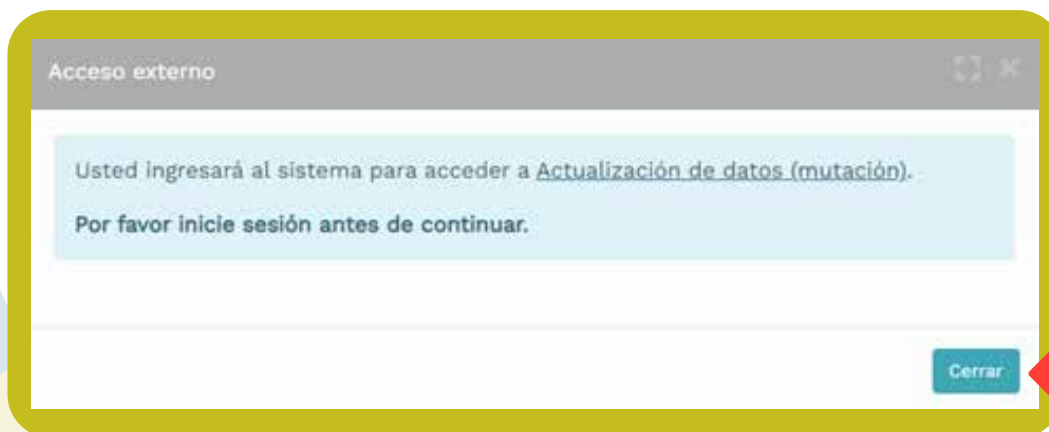 Acceso externo
Usted ingresará al sistema para acceder a Actualización de datos (mutación).
Por favor inicie sesión antes de continuar.
Cerrar